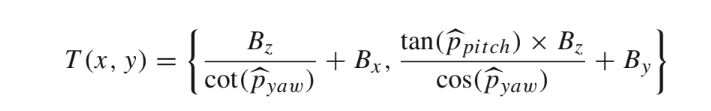 T(x, y) = { B_z / cot(p̂_yaw) + B_x, tan(p̂_pitch) × B_z / cos(p̂_yaw) + B_y }